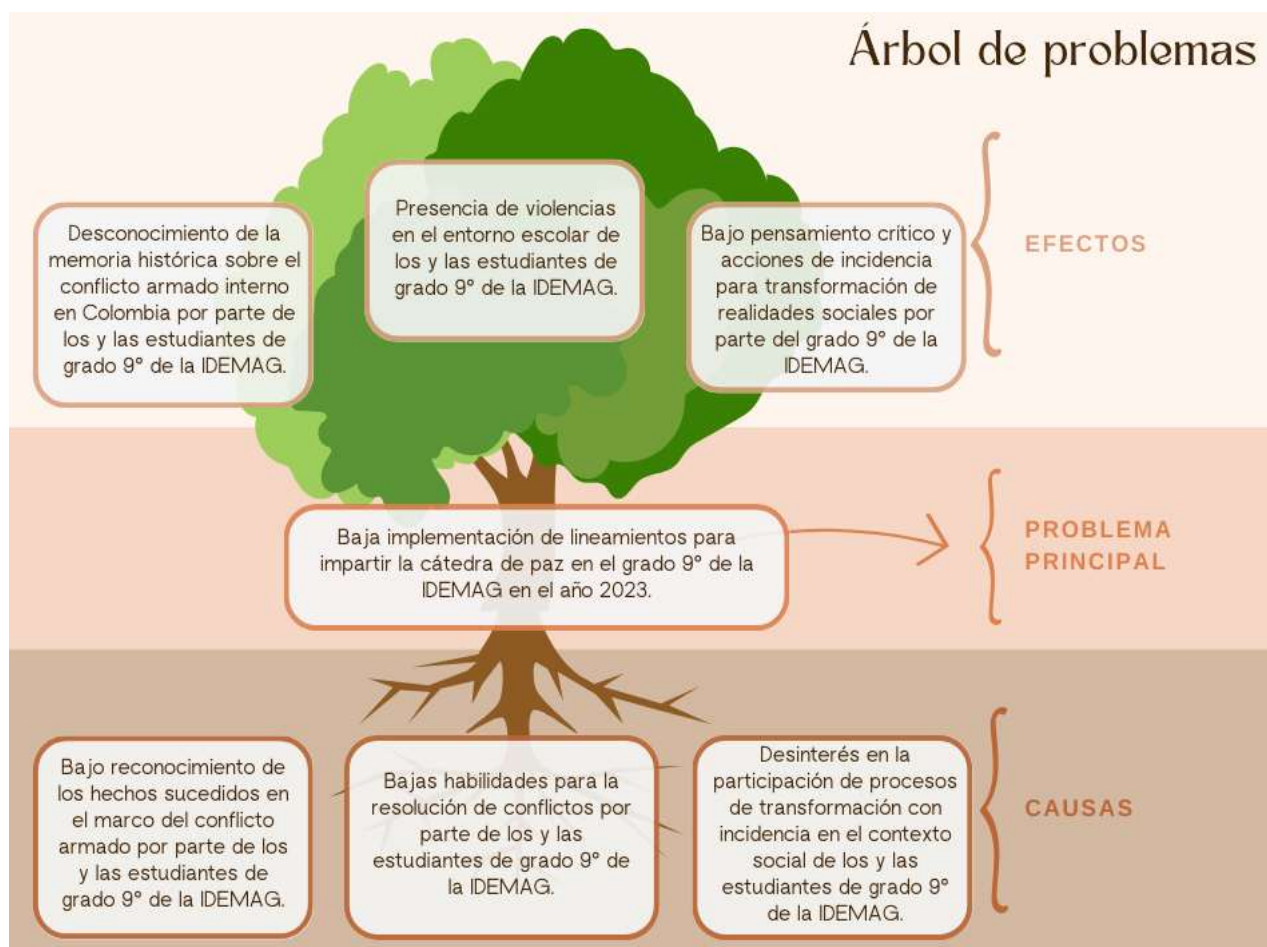 Árbol de problemas
Presencia de violencias
en el entorno escolar de
los y las estudiantes de
grado 9° de la IDEMAG.
Desconocimiento de la
memoria histórica sobre el
conflicto armado interno
en Colombia por parte de
los y las estudiantes de
grado 9° de la IDEMAG.
Bajo pensamiento crítico y
acciones de incidencia
para transformación de
realidades sociales por
parte del grado 9° de la
IDEMAG.
EFECTOS
Baja implementación de lineamientos para
impartir la cátedra de paz en el grado 9° de la
IDEMAG en el año 2023.
PROBLEMA
PRINCIPAL
Bajo reconocimiento de
los hechos sucedidos en
el marco del conflicto
armado por parte de los
y las estudiantes de
grado 9° de la IDEMAG.
Bajas habilidades para la
resolución de conflictos por
parte de los y las
estudiantes de grado 9° de
la IDEMAG.
Desinterés en la
participación de procesos
de transformación con
incidencia en el contexto
social de los y las
estudiantes de grado 9°
de la IDEMAG.
CAUSAS